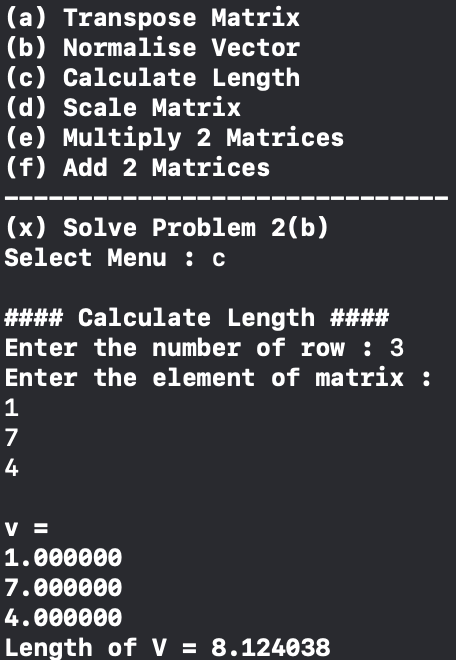 (a) Transpose Matrix
(b) Normalise Vector
(c) Calculate Length
(d) Scale Matrix
(e) Multiply 2 Matrices
(f) Add 2 Matrices
------------------------------
(x) Solve Problem 2(b)
Select Menu : c
#### Calculate Length ####
Enter the number of row : 3
Enter the element of matrix :
1
7
4
v =
1.000000
7.000000
4.000000
Length of V = 8.124038